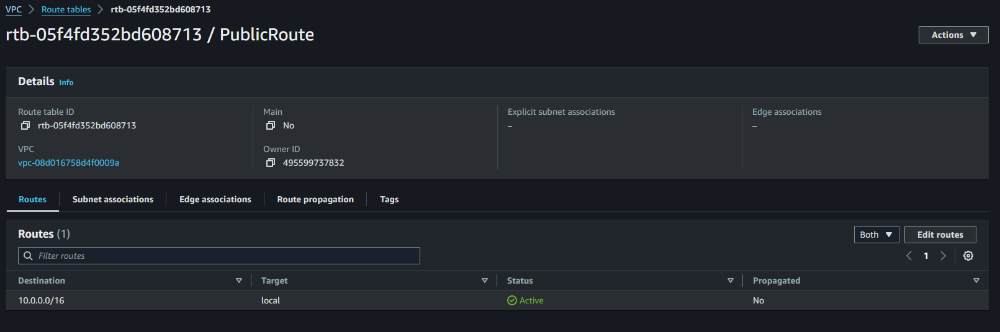 VPC > Route tables > rtb-05f4fd352bd608713
rtb-05f4fd352bd608713 / PublicRoute
Actions
Details Info
Route table ID
rtb-05f4fd352bd608713
Main
No
Explicit subnet associations
–
Edge associations
–
VPC
vpc-08d016758d4f0009a
Owner ID
495599737832
Routes
Subnet associations
Edge associations
Route propagation
Tags
Routes (1)
Both
Edit routes
Filter routes
1
Destination
Target
Status
Propagated
10.0.0.0/16
local
Active
No